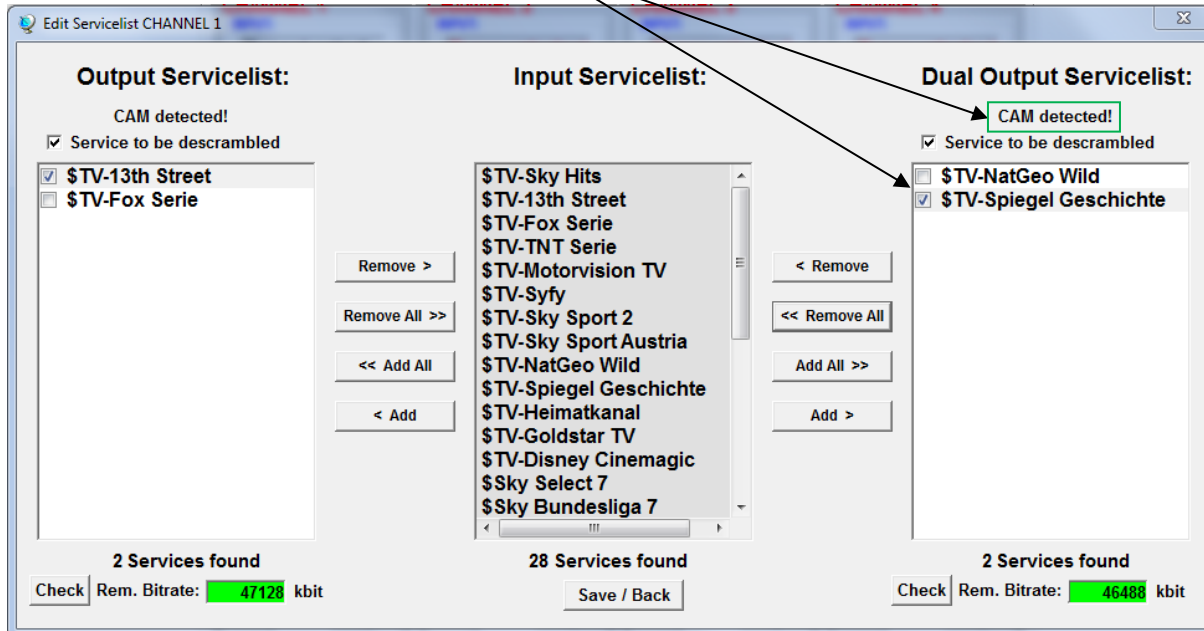 Edit Servicelist CHANNEL 1
Output Servicelist:
CAM detected!
Service to be descrambled
$TV-13th Street
$TV-Fox Serie
2 Services found
Check Rem. Bitrate: 47128 kbit
Remove >
Remove All >>
<< Add All
< Add
Input Servicelist:
$TV-Sky Hits
$TV-13th Street
$TV-Fox Serie
$TV-TNT Serie
$TV-Motorvision TV
$TV-Syfy
$TV-Sky Sport 2
$TV-Sky Sport Austria
$TV-NatGeo Wild
$TV-Spiegel Geschichte
$TV-Heimatkanal
$TV-Goldstar TV
$TV-Disney Cinemagic
$Sky Select 7
$Sky Bundesliga 7
28 Services found
Save / Back
< Remove
<< Remove All
Add All >>
Add >
Dual Output Servicelist:
CAM detected!
Service to be descrambled
$TV-NatGeo Wild
$TV-Spiegel Geschichte
2 Services found
Check Rem. Bitrate: 46488 kbit